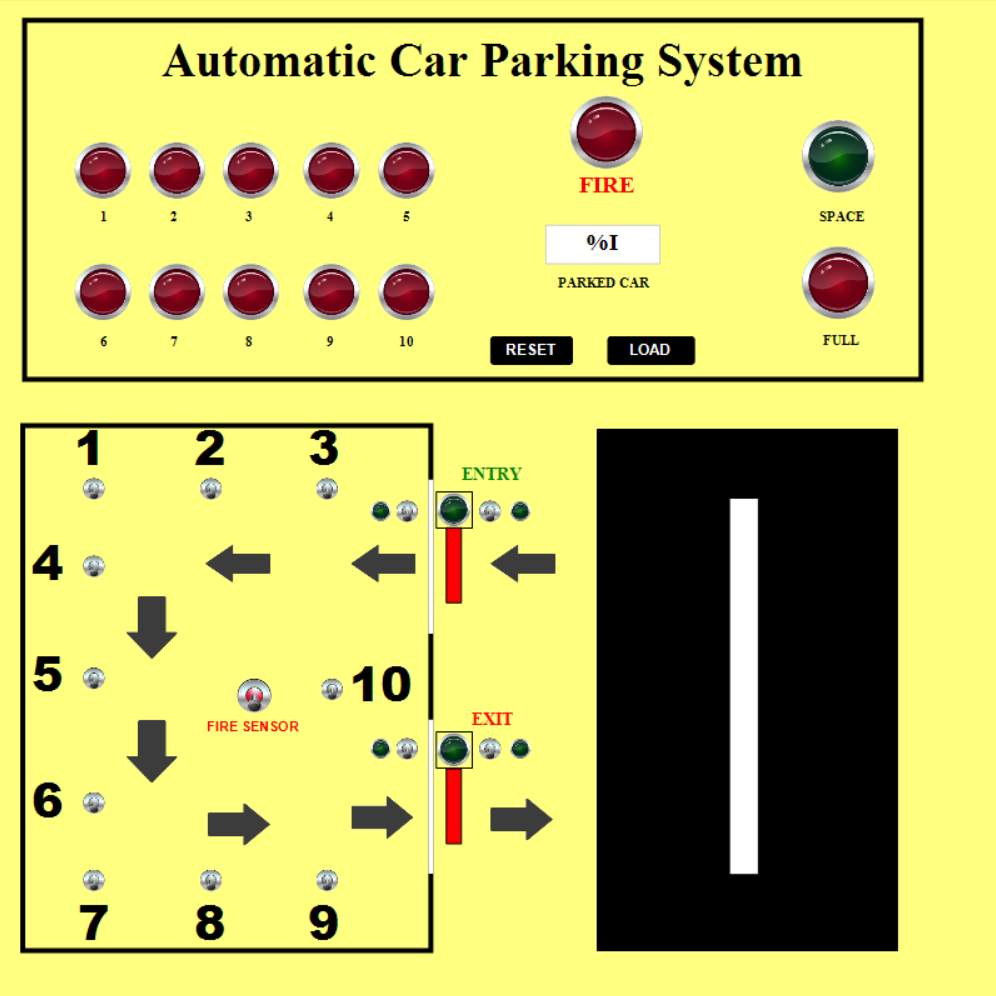 Automatic Car Parking System
FIRE
1 2 3 4 5
SPACE
%I
PARKED CAR
6 7 8 9 10
FULL
RESET LOAD
1 2 3
ENTRY
4
5
10
FIRE SENSOR
EXIT
6
7 8 9